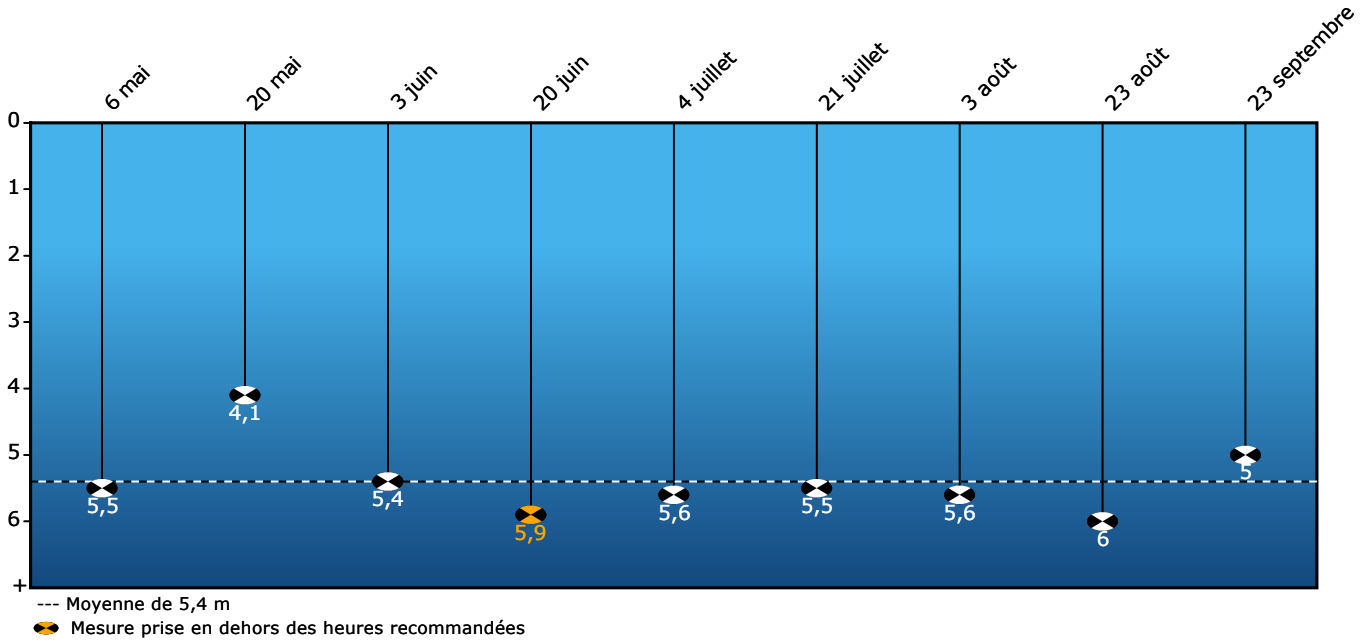 6 mai
20 mai
3 juin
20 juin
4 juillet
21 juillet
3 août
23 août
23 septembre
0
1
2
3
4
5
6
+
5,5
4,1
5,4
5,9
5,6
5,5
5,6
6
5
--- Moyenne de 5,4 m
Mesure prise en dehors des heures recommandées